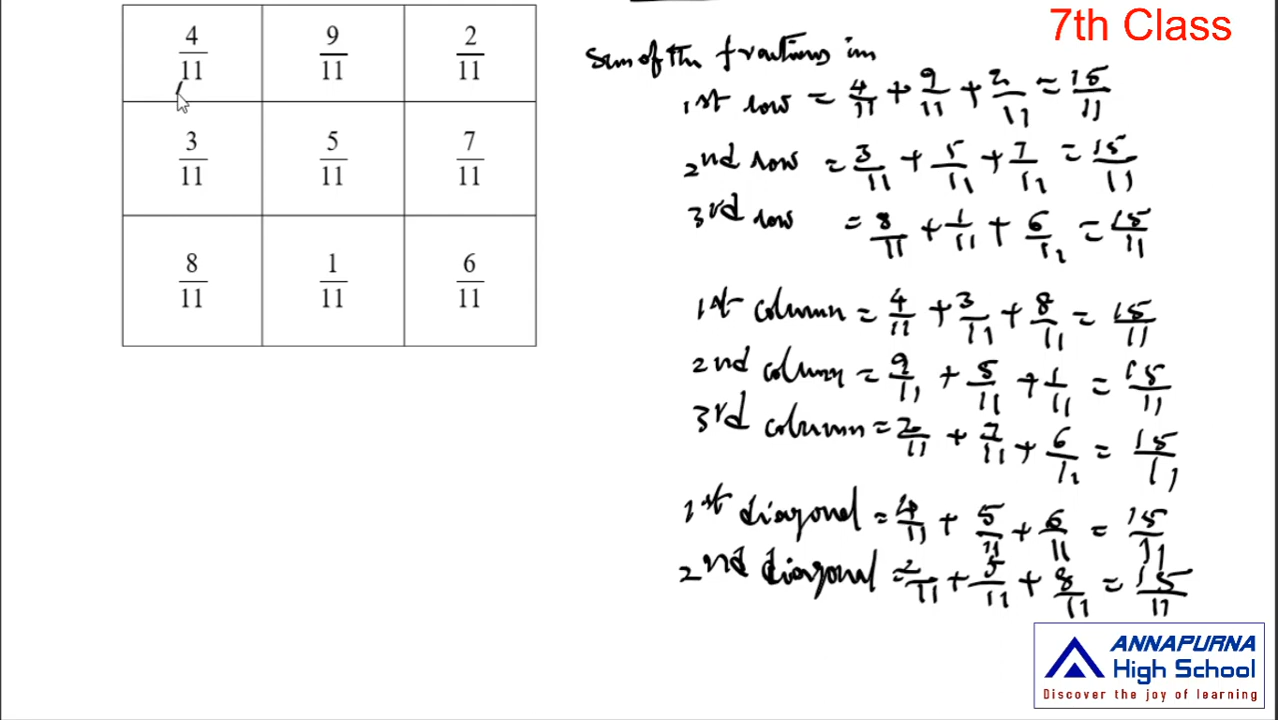 7th Class
4/11 9/11 2/11
3/11 5/11 7/11
8/11 1/11 6/11
Sum of the fractions in
1st row = 4/11 + 9/11 + 2/11 = 15/11
2nd row = 3/11 + 5/11 + 7/11 = 15/11
3rd row = 8/11 + 1/11 + 6/11 = 15/11
1st column = 4/11 + 3/11 + 8/11 = 15/11
2nd column = 9/11 + 5/11 + 1/11 = 15/11
3rd column = 2/11 + 7/11 + 6/11 = 15/11
1st diagonal = 4/11 + 5/11 + 6/11 = 15/11
2nd diagonal = 2/11 + 5/11 + 8/11 = 15/11
ANNAPURNA
High School
Discover the joy of learning